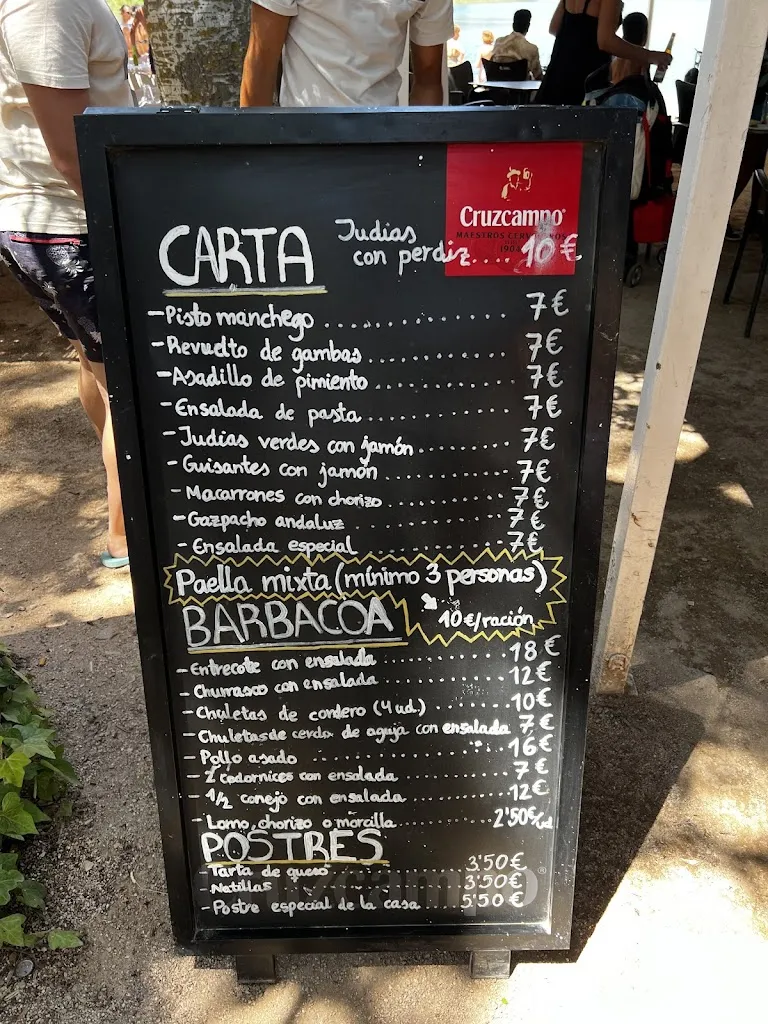 Cruzcampo®
MAESTROS CERVECEROS
CARTA
Judías
con perdiz.... 10€
-Pisto manchego .............. 7€
-Revuelto de gambas.............. 7€
-Asadillo de pimiento.............. 7€
-Ensalada de pasta.............. 7€
-Judías verdes con jamón.......... 7€
-Guisantes con jamón.............. 7€
-Macarrones con chorizo.............. 7€
-Gazpacho andaluz.............. 7€
-Ensalada especial.............. 7€
Paella mixta (mínimo 3 personas)
10€/ración
BARBACOA
-Entrecote con ensalada.............. 18€
-Churrasco con ensalada.............. 12€
-Chuletas de cordero (4ud.)........ 10€
-Chuletas de cerdo de aguja con ensalada 7€
-Pollo asado.............. 16€
-2 codornices con ensalada.............. 7€
-1/2 conejo con ensalada.............. 12€
-Lomo, chorizo o morcilla.............. 2'50€/ud
POSTRES
-Tarta de queso.............. 3'50€
-Natillas.............. 3'50€
-Postre especial de la casa....... 5'50€